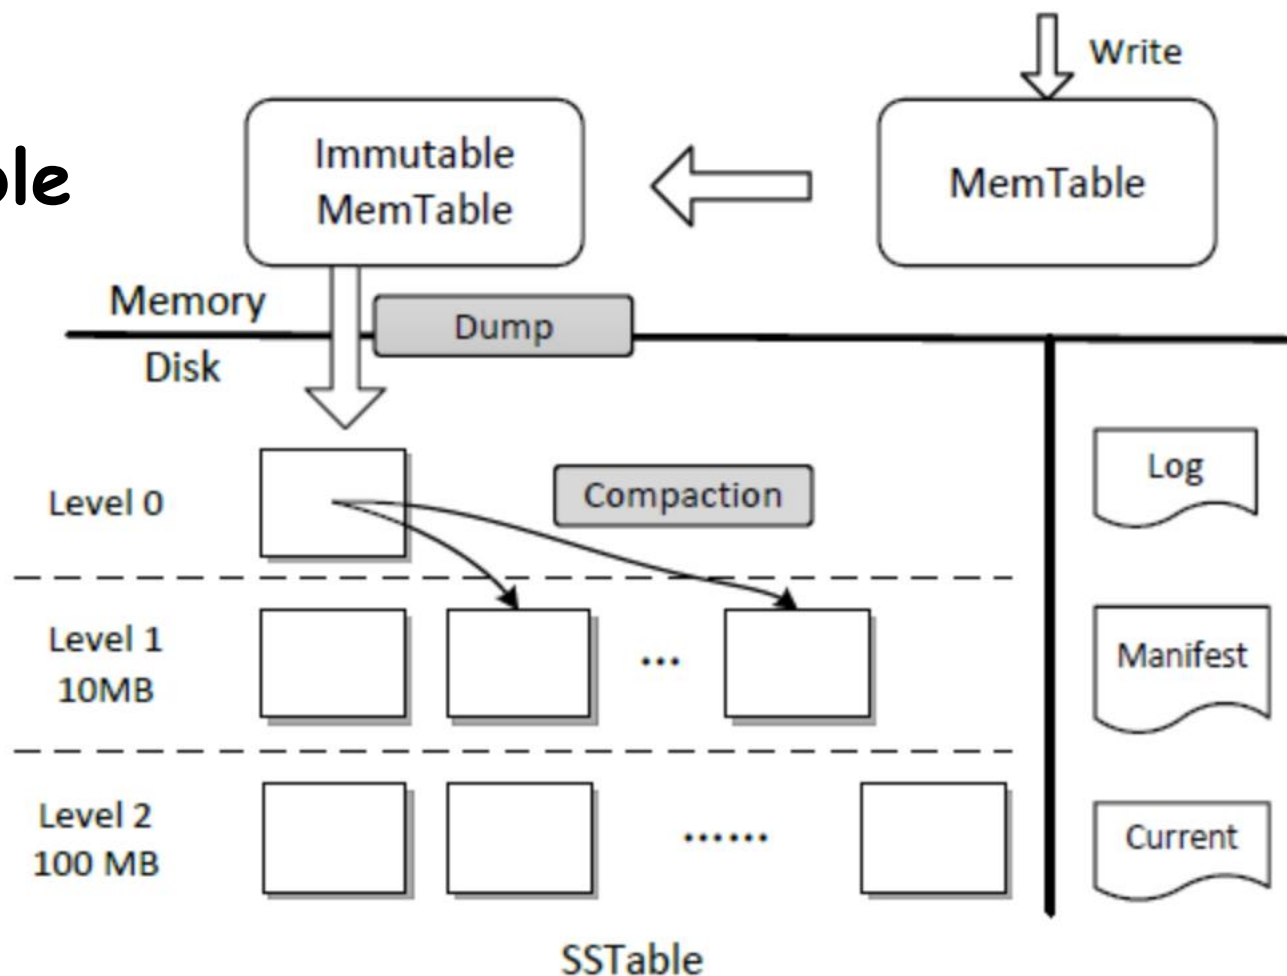 Write
Immutable
MemTable
MemTable
Memory
Dump
Disk
Level 0
Compaction
Log
Level 1
10MB
...
Manifest
Level 2
100 MB
......
Current
SSTable